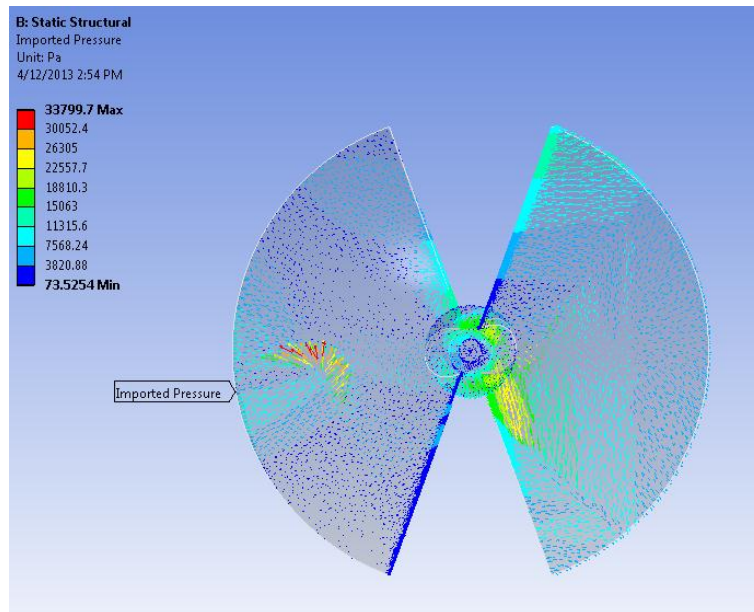 B: Static Structural
Imported Pressure
Unit: Pa
4/12/2013 2:54 PM
33799.7 Max
30052.4
26305
22557.7
18810.3
15063
11315.6
7568.24
3820.88
73.5254 Min
Imported Pressure